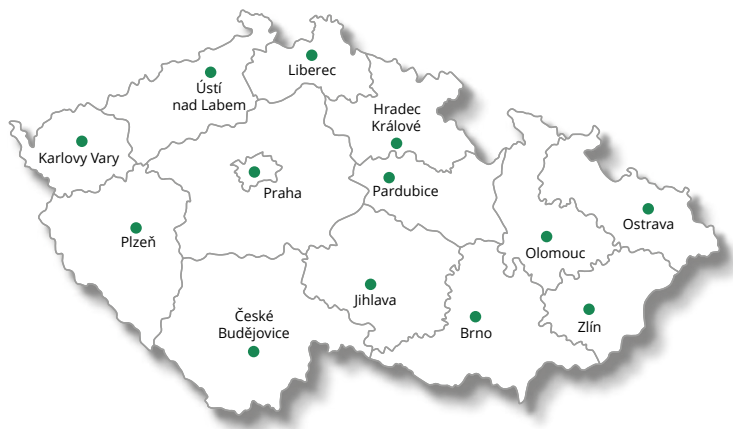 Liberec
Ústí
nad Labem
Hradec
Králové
Karlovy Vary
Praha
Pardubice
Plzeň
Ostrava
Olomouc
Jihlava
České
Budějovice
Brno
Zlín